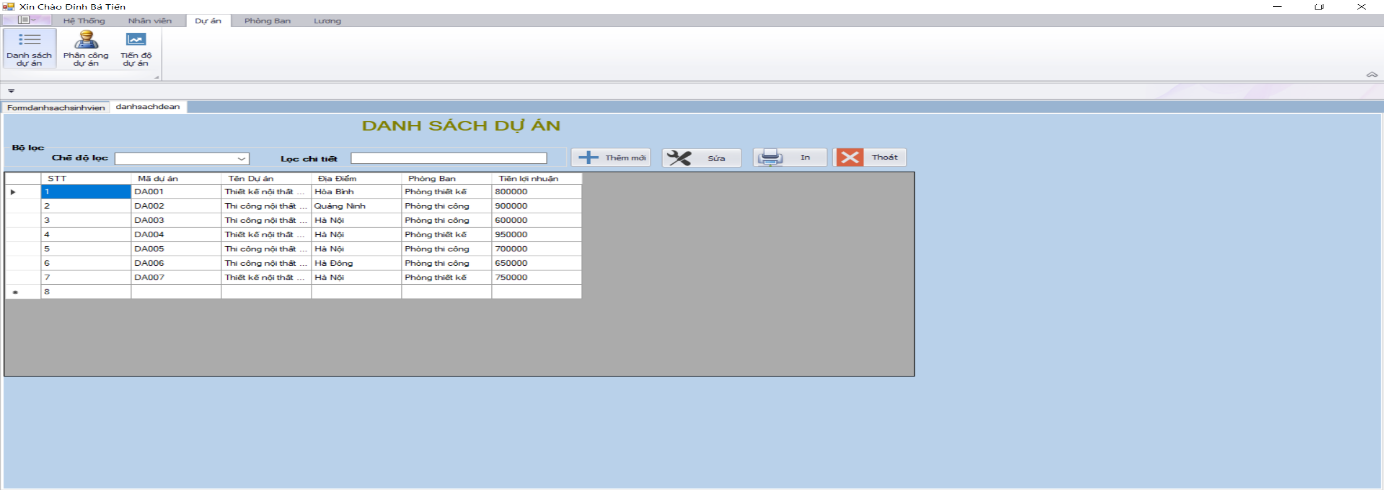 Xin Chào Đinh Bá Tiến
Hệ Thống Nhân viên Dự án Phòng Ban Lương
Danh sách dự án Phân công dự án Tiến độ dự án
Formdanhsachsinhvien danhsachdean
DANH SÁCH DỰ ÁN
Bộ lọc
Chế độ lọc Lọc chi tiết Thêm mới Sửa In Thoát
STT Mã dự án Tên Dự án Địa Điểm Phòng Ban Tiền lợi nhuận
1 DA001 Thiết kế nội thất ... Hòa Bình Phòng thiết kế 800000
2 DA002 Thi công nội thất ... Quảng Ninh Phòng thi công 900000
3 DA003 Thi công nội thất ... Hà Nội Phòng thi công 600000
4 DA004 Thiết kế nội thất ... Hà Nội Phòng thiết kế 950000
5 DA005 Thi công nội thất ... Hà Nội Phòng thi công 700000
6 DA006 Thi công nội thất ... Hà Đông Phòng thi công 650000
7 DA007 Thiết kế nội thất ... Hà Nội Phòng thiết kế 750000
8